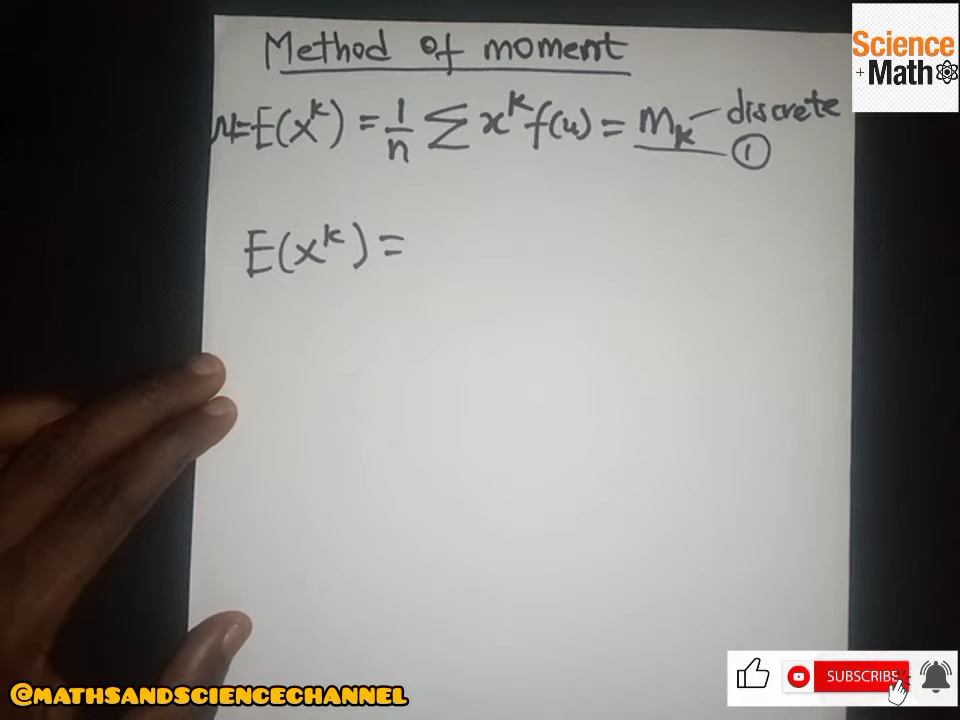 Method of moment
μ=E(x^k) = 1/n ∑ x^k f(x) = m_k — discrete
①
E(x^k) =
Science
+Math
SUBSCRIBE
@MATHSANDSCIENCECHANNEL